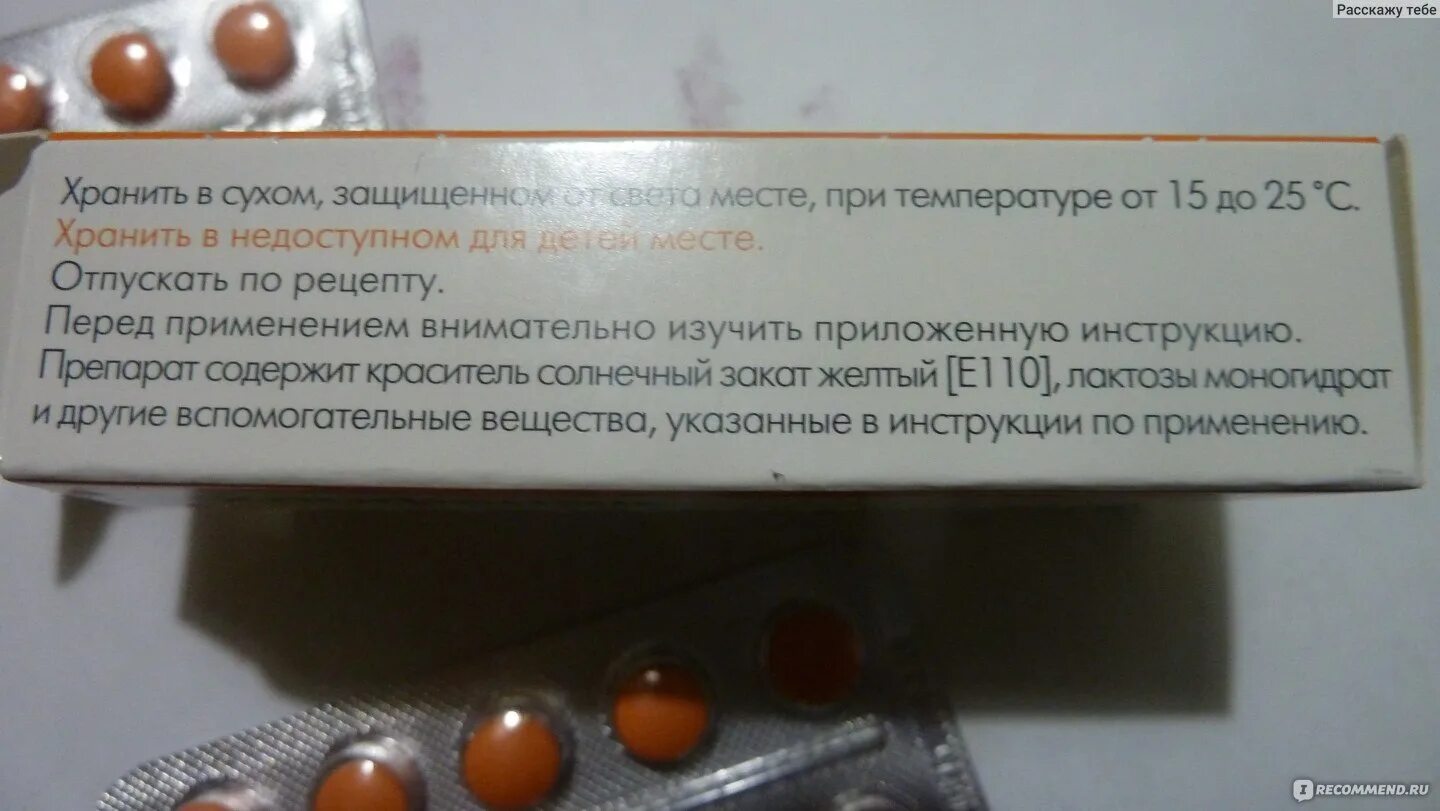 Расскажу тебе
Хранить в сухом, защищенном от света месте, при температуре от 15 до 25 °С.
Хранить в недоступном для детей месте.
Отпускать по рецепту.
Перед применением внимательно изучить приложенную инструкцию.
Препарат содержит краситель солнечный закат желтый [Е110], лактозы моногидрат
и другие вспомогательные вещества, указанные в инструкции по применению.
IRECOMMEND.RU